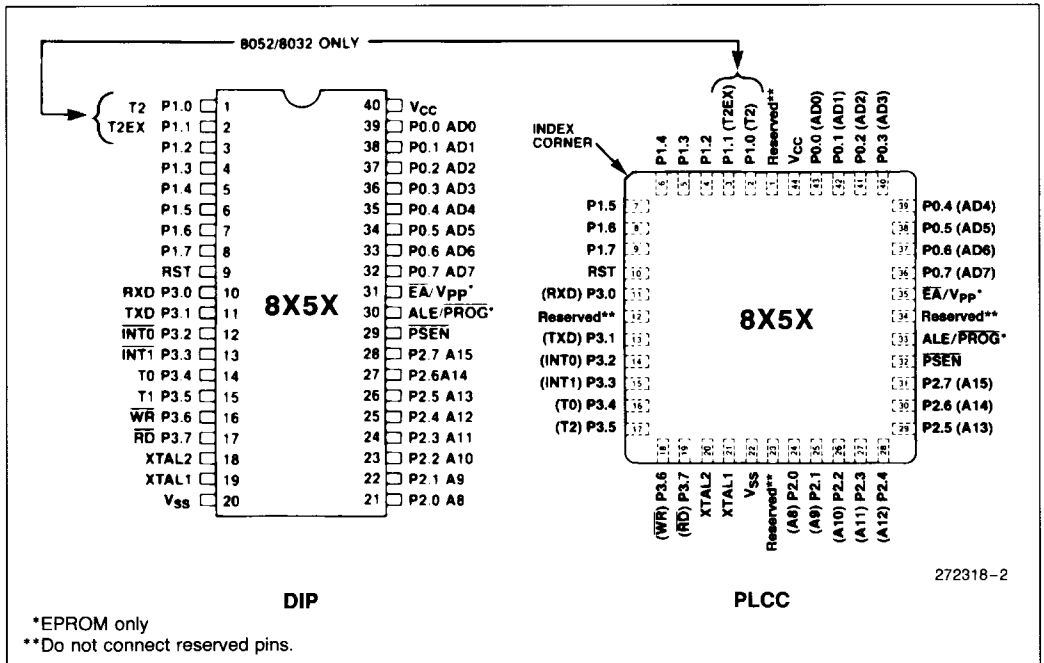 8052/8032 ONLY
T2 P1.0 1
T2EX P1.1 2
P1.2 3
P1.3 4
P1.4 5
P1.5 6
P1.6 7
P1.7 8
RST 9
RXD P3.0 10
TXD P3.1 11
INT0 P3.2 12
INT1 P3.3 13
T0 P3.4 14
T1 P3.5 15
WR P3.6 16
RD P3.7 17
XTAL2 18
XTAL1 19
VSS 20
8X5X
40 VCC
39 P0.0 AD0
38 P0.1 AD1
37 P0.2 AD2
36 P0.3 AD3
35 P0.4 AD4
34 P0.5 AD5
33 P0.6 AD6
32 P0.7 AD7
31 EA/VPP*
30 ALE/PROG*
29 PSEN
28 P2.7 A15
27 P2.6A14
26 P2.5 A13
25 P2.4 A12
24 P2.3 A11
23 P2.2 A10
22 P2.1 A9
21 P2.0 A8
DIP
INDEX
CORNER
P1.4 6
P1.3 5
P1.2 4
P1.1 (T2EX) 3
P1.0 (T2) 2
Reserved** 1
VCC 44
P0.0 (AD0) 43
P0.1 (AD1) 42
P0.2 (AD2) 41
P0.3 (AD3) 40
P1.5 7
P1.6 8
P1.7 9
RST 10
(RXD) P3.0 11
Reserved** 12
(TXD) P3.1 13
(INT0) P3.2 14
(INT1) P3.3 15
(T0) P3.4 16
(T2) P3.5 17
8X5X
39 P0.4 (AD4)
38 P0.5 (AD5)
37 P0.6 (AD6)
36 P0.7 (AD7)
35 EA/VPP*
34 Reserved**
33 ALE/PROG*
32 PSEN
31 P2.7 (A15)
30 P2.6 (A14)
29 P2.5 (A13)
18 (WR) P3.6
19 (RD) P3.7
20 XTAL2
21 XTAL1
22 VSS
23 Reserved**
24 (A8) P2.0
25 (A9) P2.1
26 (A10) P2.2
27 (A11) P2.3
28 (A12) P2.4
PLCC
272318-2
*EPROM only
**Do not connect reserved pins.